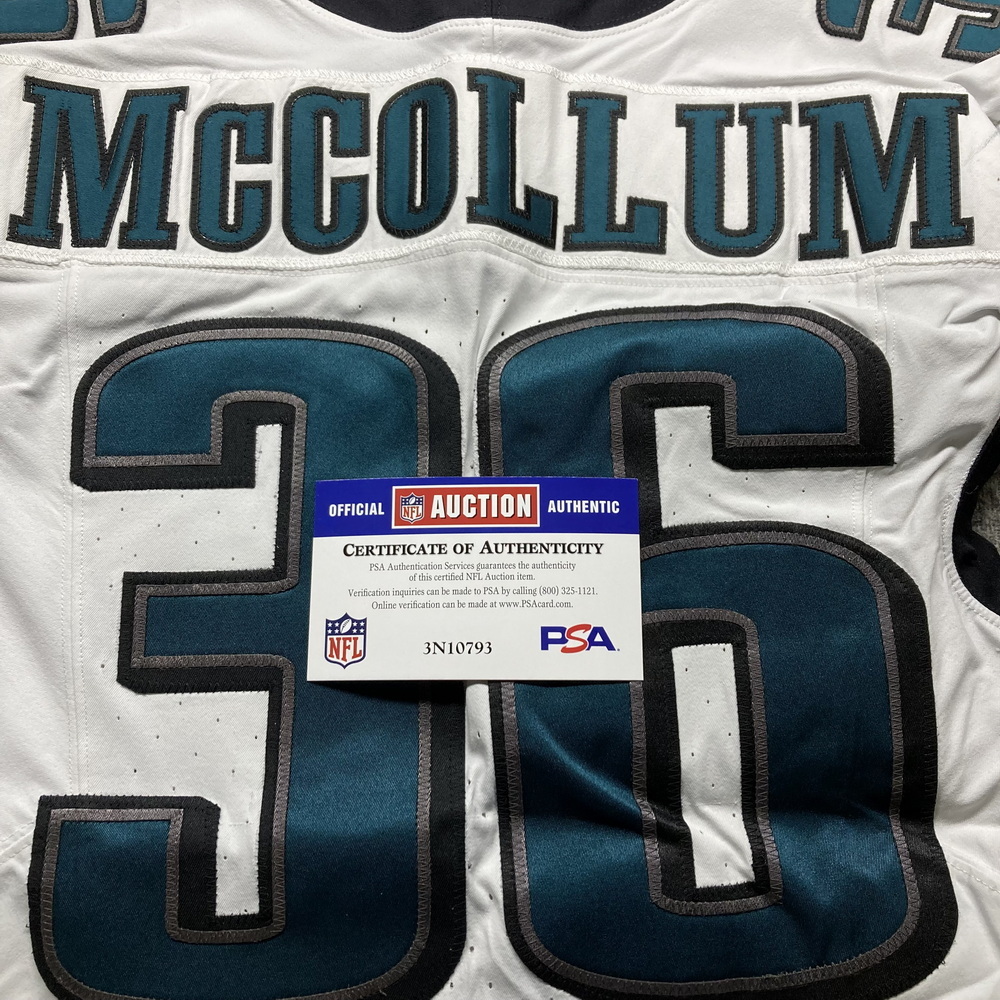 McCOLLUM
36
OFFICIAL NFL AUCTION AUTHENTIC
CERTIFICATE OF AUTHENTICITY
PSA Authentication Services guarantees the authenticity
of this certified NFL Auction item.
Verification inquiries can be made to PSA by calling (800) 325-1121.
Online verification can be made at www.PSAcard.com.
NFL 3N10793 PSA